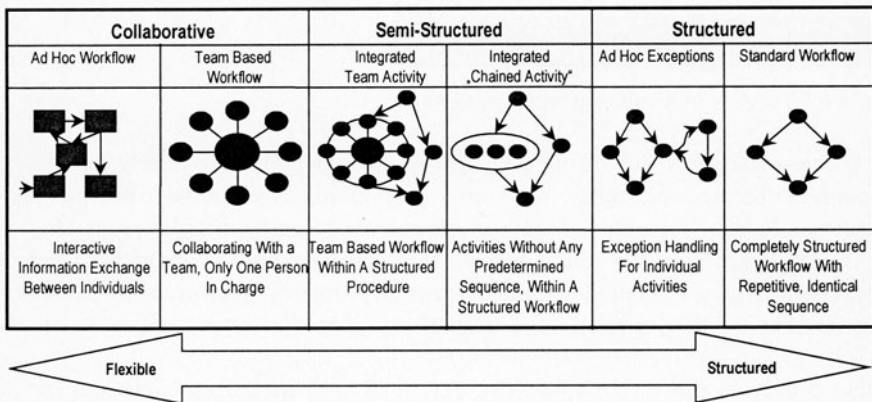 Collaborative
Semi-Structured
Structured
Ad Hoc Workflow
Team Based
Workflow
Integrated
Team Activity
Integrated
„Chained Activity“
Ad Hoc Exceptions
Standard Workflow
Interactive
Information Exchange
Between Individuals
Collaborating With a
Team, Only One Person
In Charge
Team Based Workflow
Within A Structured
Procedure
Activities Without Any
Predetermined
Sequence, Within A
Structured Workflow
Exception Handling
For Individual
Activities
Completely Structured
Workflow With
Repetitive, Identical
Sequence
Flexible
Structured